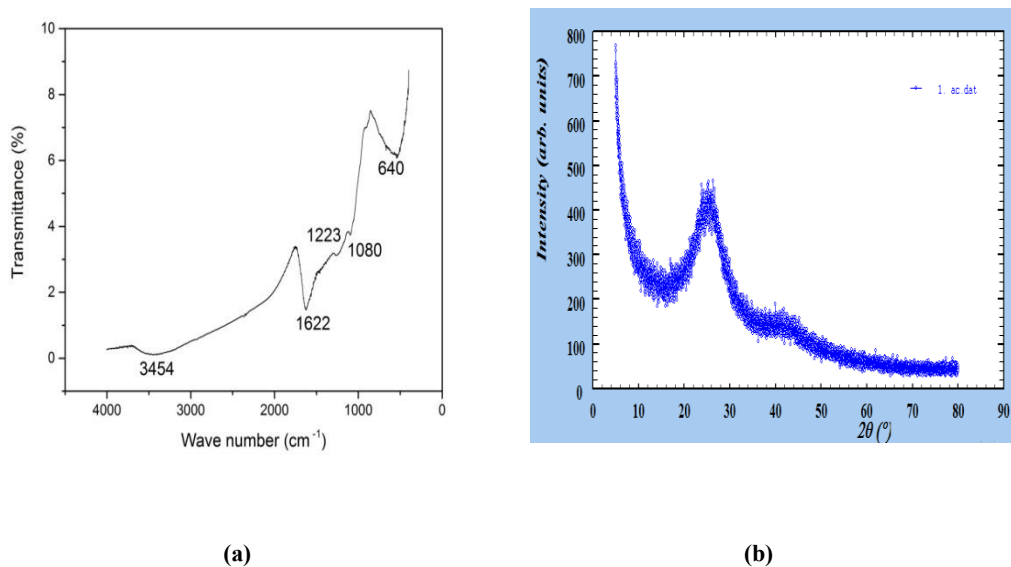 10
8
6
4
2
0
Transmittance (%)
3454
1622
1223
1080
640
4000 3000 2000 1000 0
Wave number (cm⁻¹)
(a)
800
700
600
500
400
300
200
100
0
Intensity (arb. units)
1. ac.dat
0 10 20 30 40 50 60 70 80 90
2θ (°)
(b)